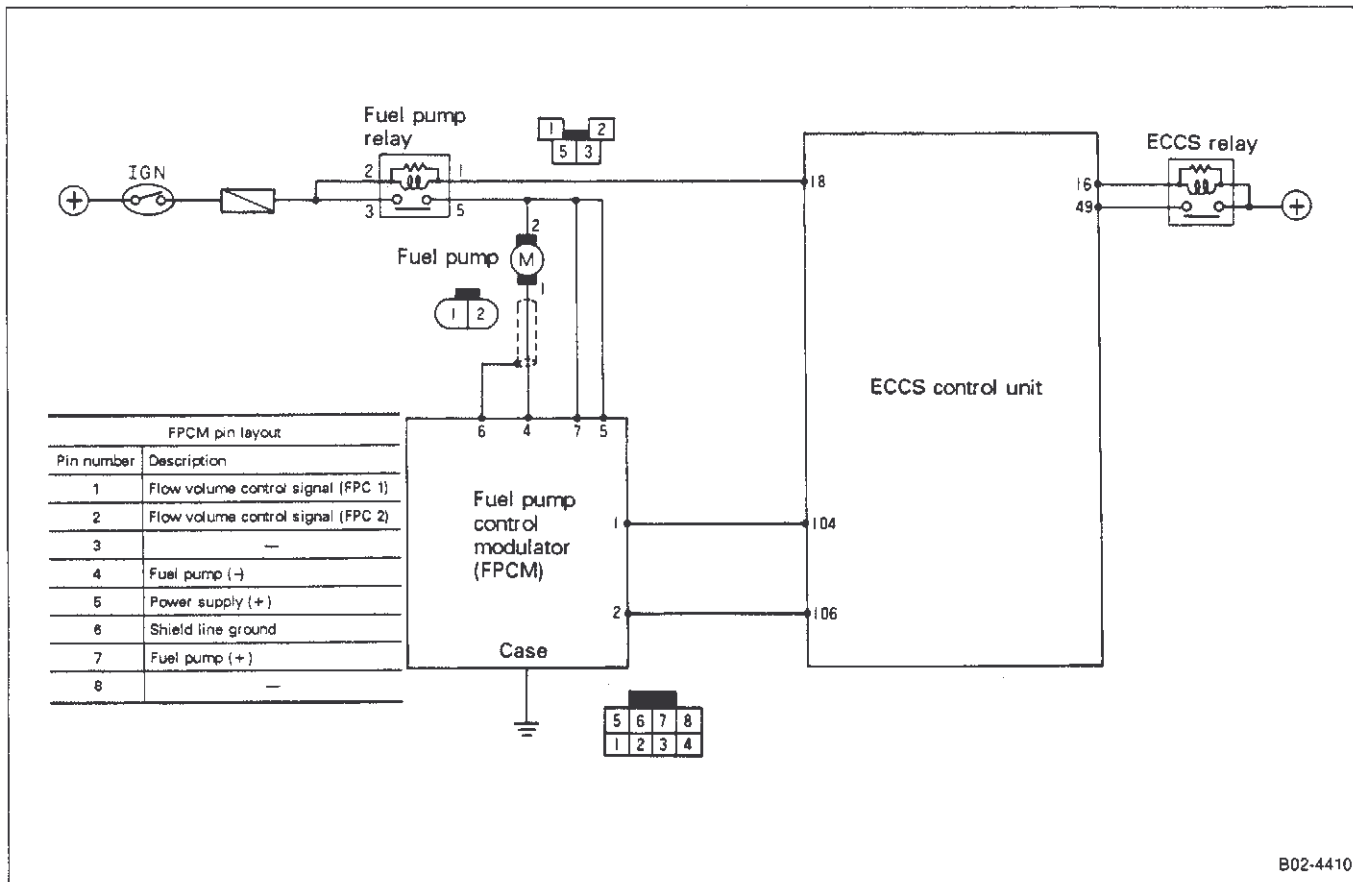 Fuel pump
relay
1 2
5 3
ECCS relay
IGN
2 1
3 5
18
16
49
+
+
2
Fuel pump
M
1
1 2
ECCS control unit
6 4 7 5
FPCM pin layout
Pin number Description
1 Flow volume control signal (FPC 1)
2 Flow volume control signal (FPC 2)
3 —
4 Fuel pump (-)
5 Power supply (+)
6 Shield line ground
7 Fuel pump (+)
8 —
Fuel pump
control
modulator
(FPCM)
1
104
2
106
Case
5 6 7 8
1 2 3 4
B02-4410